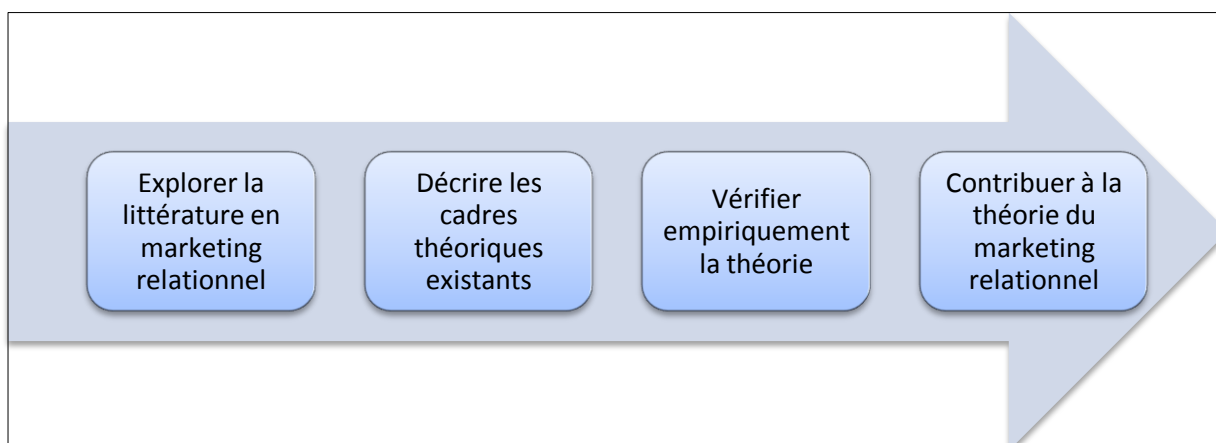 Explorer la
littérature en
marketing
relationnel
Décrire les
cadres
théoriques
existants
Vérifier
empiriquement
la théorie
Contribuer à la
théorie du
marketing
relationnel